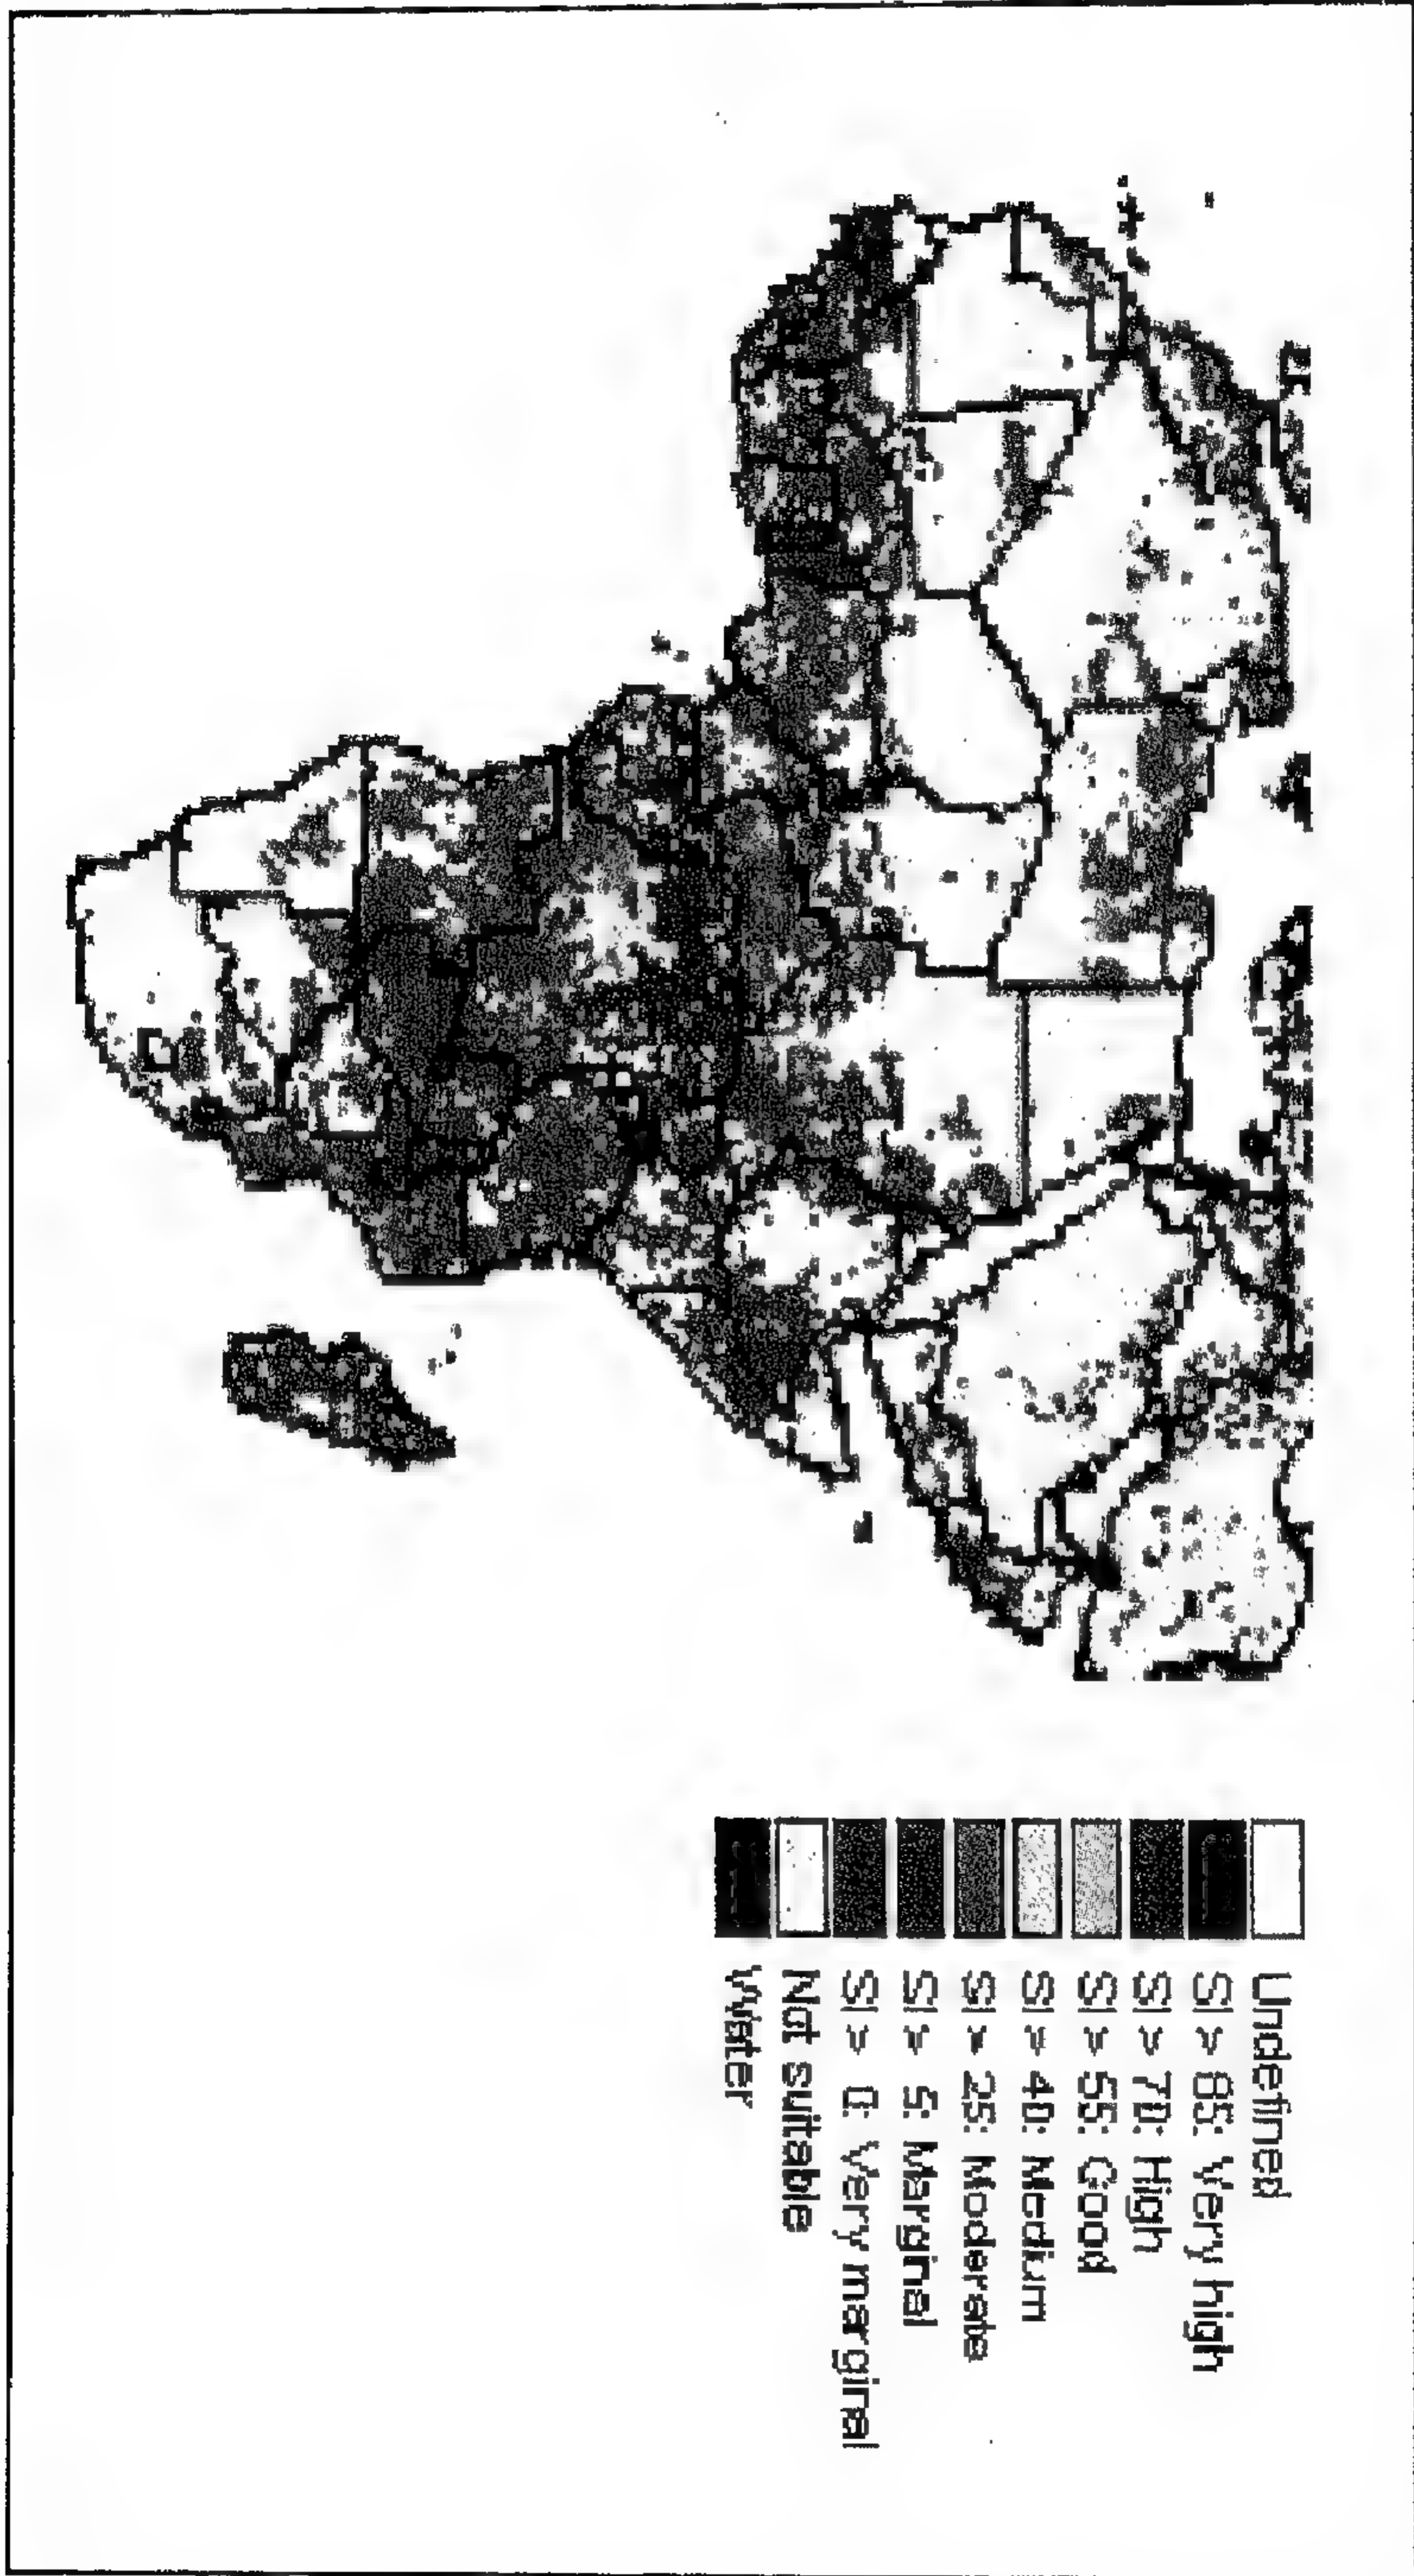 Undefined
SI > 85: Very high
SI > 70: High
SI > 55: Good
SI > 40: Medium
SI > 25: Moderate
SI > 5: Marginal
SI > 0: Very marginal
Not suitable
Water